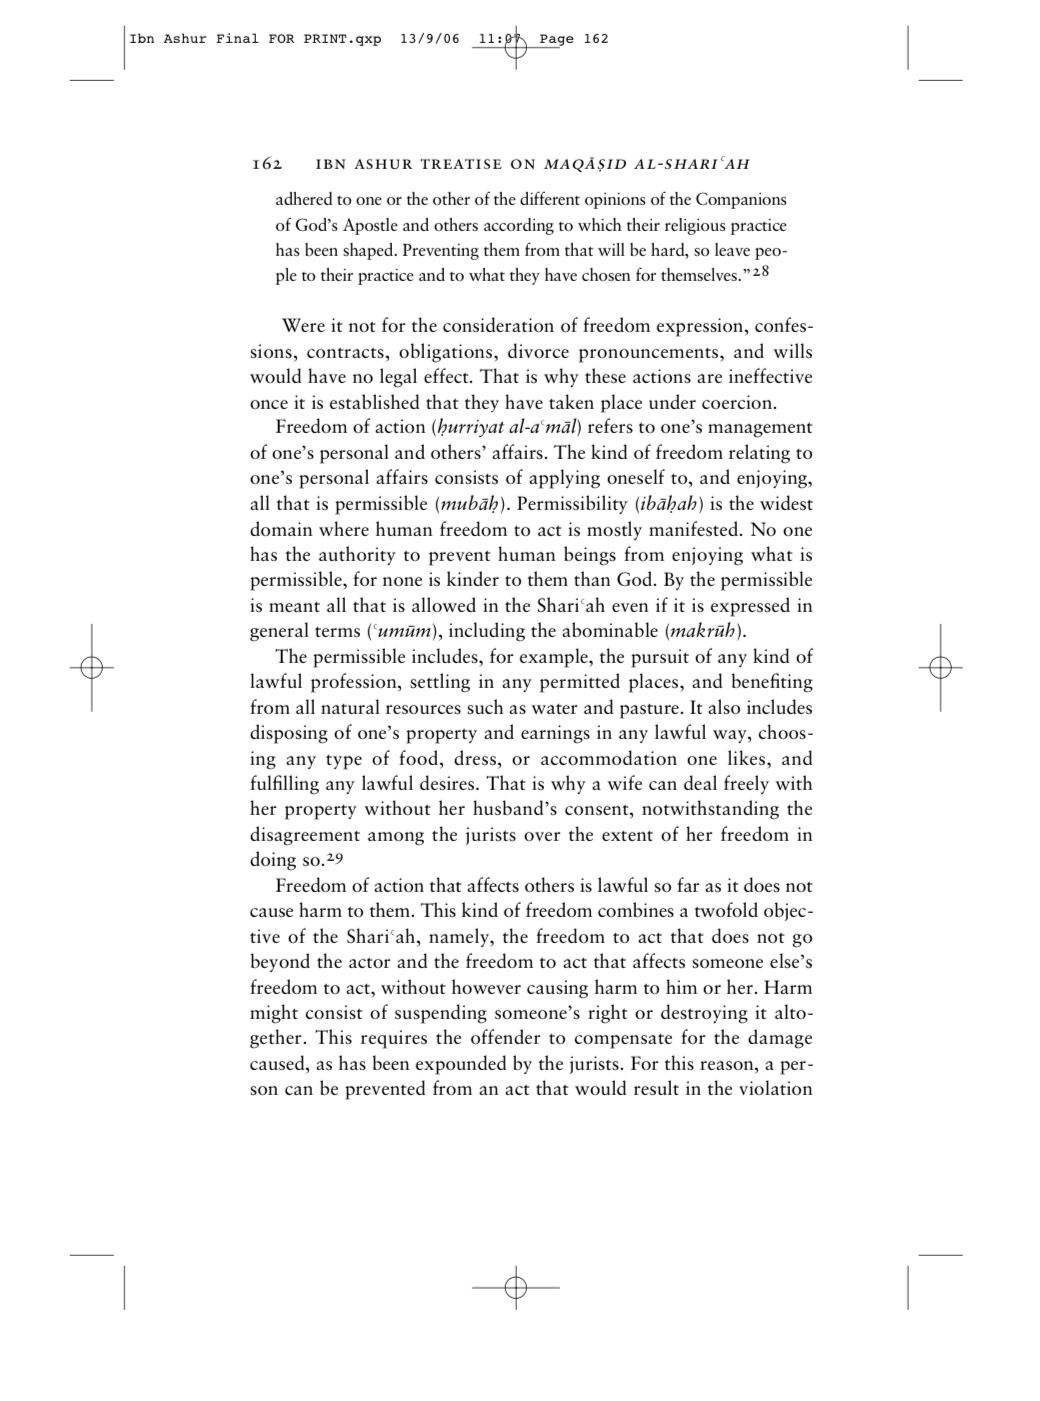 Ibn Ashur Final FOR PRINT.qxp 13/9/06 11:07 Page 162
162 IBN ASHUR TREATISE ON MAQĀṢID AL-SHARIʿAH
adhered to one or the other of the different opinions of the Companions
of God’s Apostle and others according to which their religious practice
has been shaped. Preventing them from that will be hard, so leave peo-
ple to their practice and to what they have chosen for themselves.”28
Were it not for the consideration of freedom expression, confes-
sions, contracts, obligations, divorce pronouncements, and wills
would have no legal effect. That is why these actions are ineffective
once it is established that they have taken place under coercion.
Freedom of action (ḥurriyat al-aʿmāl) refers to one’s management
of one’s personal and others’ affairs. The kind of freedom relating to
one’s personal affairs consists of applying oneself to, and enjoying,
all that is permissible (mubāḥ). Permissibility (ibāḥah) is the widest
domain where human freedom to act is mostly manifested. No one
has the authority to prevent human beings from enjoying what is
permissible, for none is kinder to them than God. By the permissible
is meant all that is allowed in the Shariʿah even if it is expressed in
general terms (ʿumūm), including the abominable (makrūh).
The permissible includes, for example, the pursuit of any kind of
lawful profession, settling in any permitted places, and benefiting
from all natural resources such as water and pasture. It also includes
disposing of one’s property and earnings in any lawful way, choos-
ing any type of food, dress, or accommodation one likes, and
fulfilling any lawful desires. That is why a wife can deal freely with
her property without her husband’s consent, notwithstanding the
disagreement among the jurists over the extent of her freedom in
doing so.29
Freedom of action that affects others is lawful so far as it does not
cause harm to them. This kind of freedom combines a twofold objec-
tive of the Shariʿah, namely, the freedom to act that does not go
beyond the actor and the freedom to act that affects someone else’s
freedom to act, without however causing harm to him or her. Harm
might consist of suspending someone’s right or destroying it alto-
gether. This requires the offender to compensate for the damage
caused, as has been expounded by the jurists. For this reason, a per-
son can be prevented from an act that would result in the violation